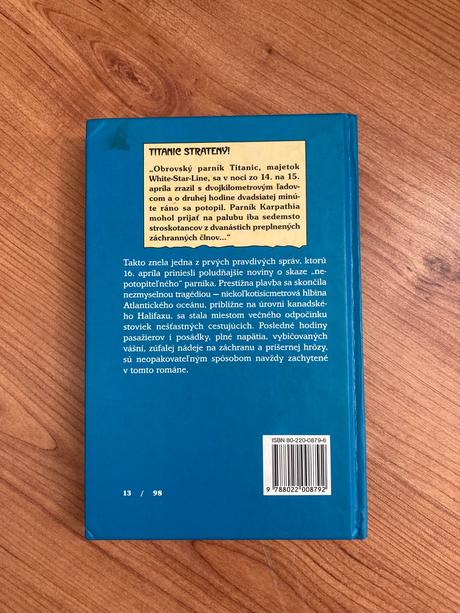 TITANIC STRATENÝ!
„Obrovský parník Titanic, majetok
White-Star-Line, sa v noci zo 14. na 15.
apríla zrazil s dvojkilometrovým ľadov-
com a o druhej hodine dvadsiatej minú-
te ráno sa potopil. Parník Karpathia
mohol prijať na palubu iba sedemsto
stroskotancov z dvanástich preplnených
záchranných člnov...“
Takto znela jedna z prvých pravdivých správ, ktorú
16. apríla priniesli poludňajšie noviny o skaze „ne-
potopiteľného“ parníka. Prestížna plavba sa skončila
nezmyselnou tragédiou — niekoľkotisícmetrová hlbina
Atlantického oceánu, približne na úrovni kanadské-
ho Halifaxu, sa stala miestom večného odpočinku
stoviek nešťastných cestujúcich. Posledné hodiny
pasažierov i posádky, plné napätia, vybičovaných
vášní, zúfalej nádeje na záchranu a príšernej hrôzy,
sú neopakovateľným spôsobom navždy zachytené
v tomto románe.
ISBN 80-220-0879-6
9 788022 008792
13 / 98